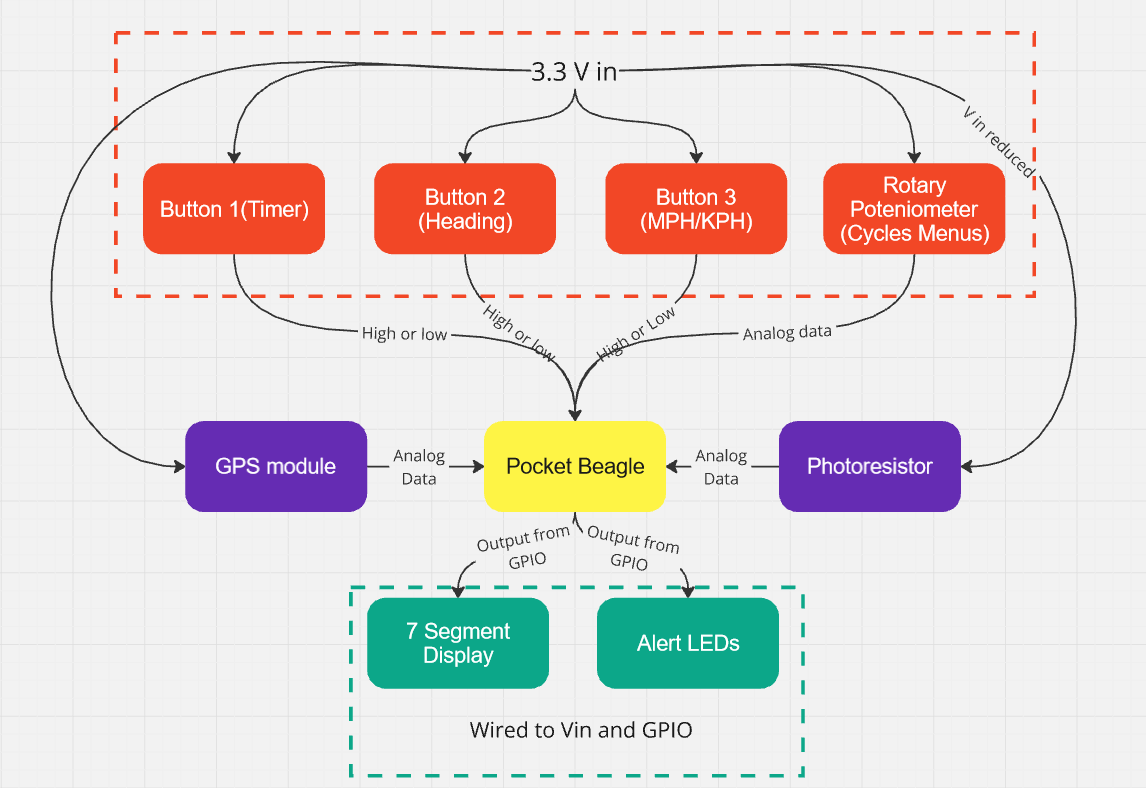 3.3 V in
V in reduced
Button 1(Timer)
Button 2
(Heading)
Button 3
(MPH/KPH)
Rotary
Poteniometer
(Cycles Menus)
High or low
High or low
High or Low
Analog data
GPS module
Analog
Data
Pocket Beagle
Analog
Data
Photoresistor
Output from
GPIO
Output from
GPIO
7 Segment
Display
Alert LEDs
Wired to Vin and GPIO